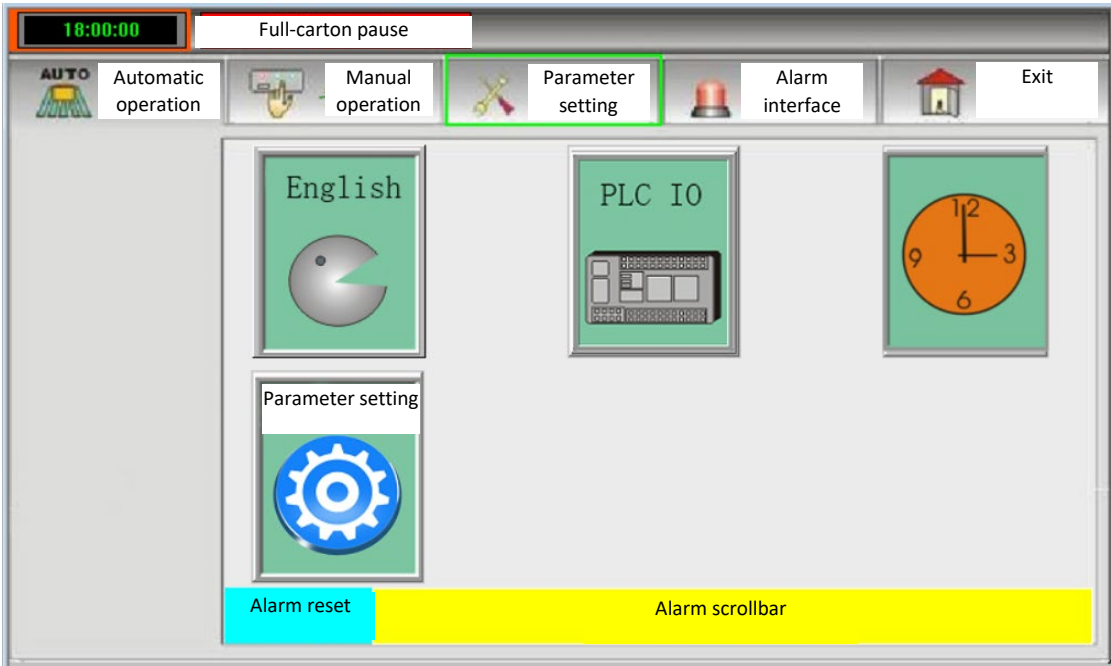 18:00:00
Full-carton pause
AUTO
Automatic
operation
Manual
operation
Parameter
setting
Alarm
interface
Exit
English
PLC IO
12
9
3
6
Parameter setting
Alarm reset
Alarm scrollbar